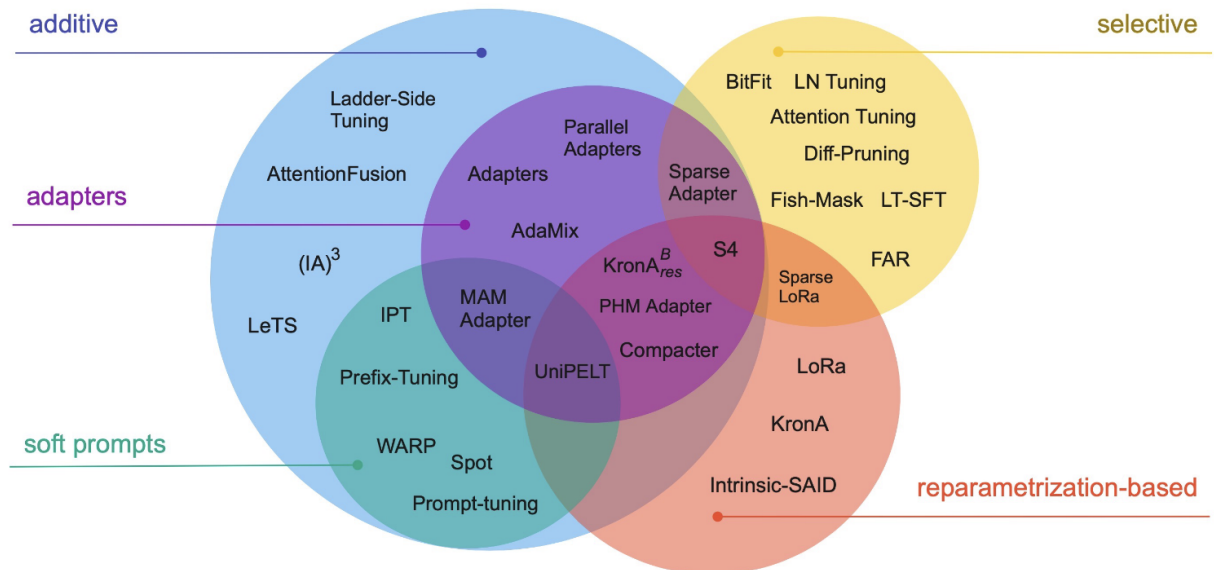 additive
selective
BitFit LN Tuning
Ladder-Side
Tuning
Attention Tuning
Parallel
Adapters
Diff-Pruning
AttentionFusion
Adapters
Sparse
Adapter
adapters
Fish-Mask LT-SFT
AdaMix
S4
FAR
(IA)³
KronA^B_res
Sparse
LoRa
MAM
Adapter
PHM Adapter
IPT
LeTS
Compacter
UniPELT
LoRa
Prefix-Tuning
KronA
soft prompts
WARP
Spot
Intrinsic-SAID
reparametrization-based
Prompt-tuning